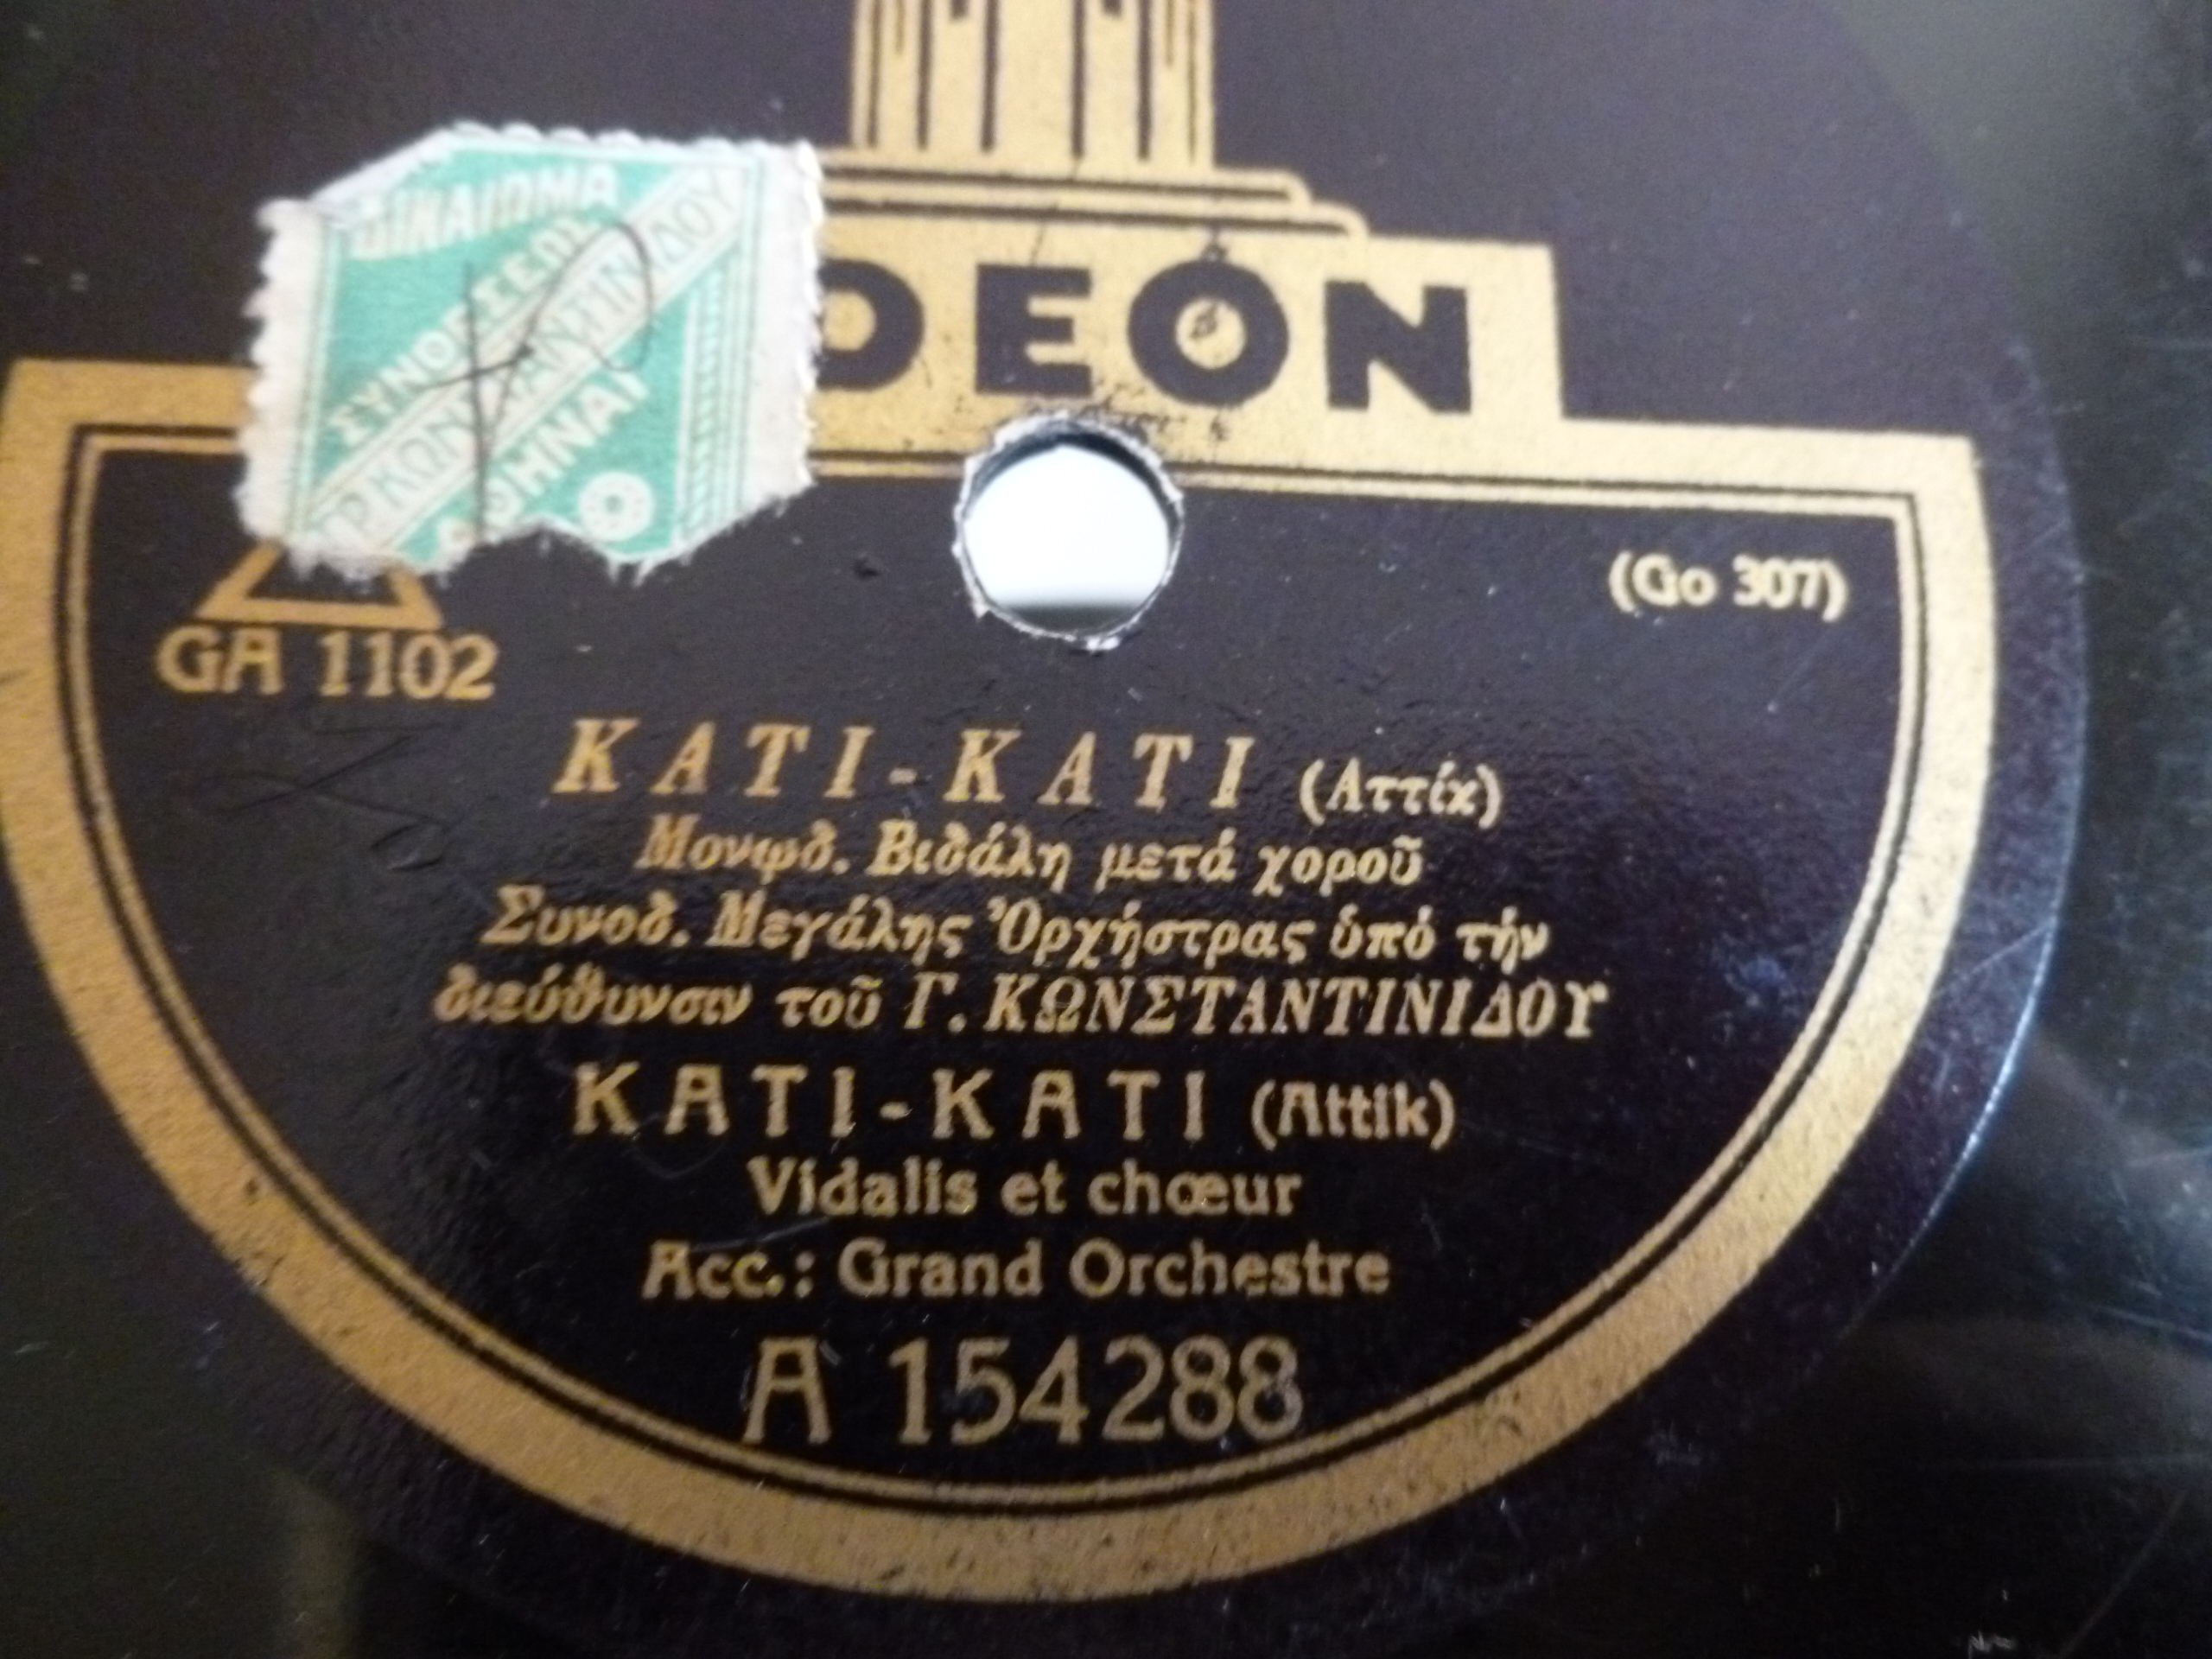 ΔΙΚΑΙΩΜΑ
ΣΥΝΘΕΣΕΩΣ
ΑΘΗΝΑΙ
DEON
(Go 307)
GA 1102
ΚΑΤΙ-ΚΑΤΙ (Αττίκ)
Μονῳδ. Βιδάλη μετά χοροῦ
Συνοδ. Μεγάλης Ὀρχήστρας ὑπό τήν
διεύθυνσιν τοῦ Γ. ΚΩΝΣΤΑΝΤΙΝΙΔΟΥ
KATI-KATI (Attik)
Vidalis et chœur
Acc.: Grand Orchestre
A 154288